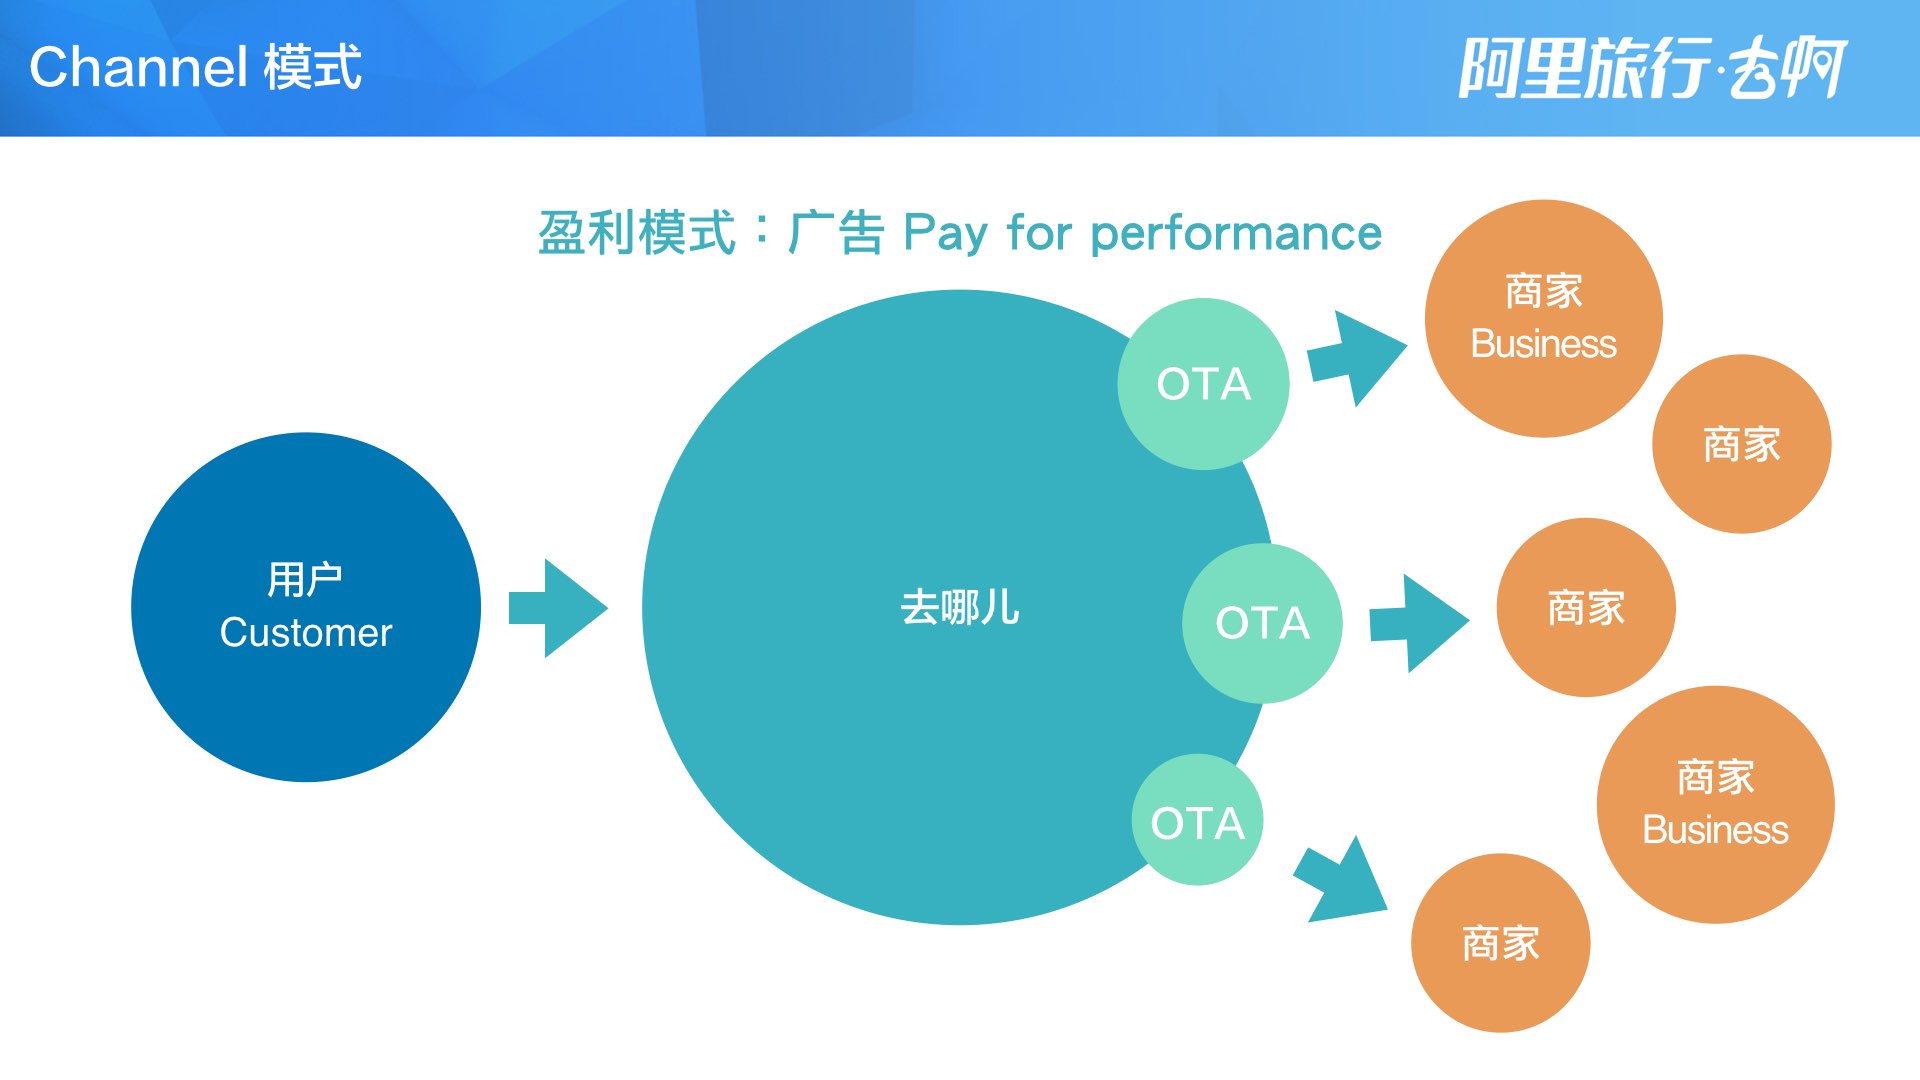 Channel 模式
阿里旅行·去啊
盈利模式：广告 Pay for performance
用户
Customer
去哪儿
OTA
OTA
OTA
商家
Business
商家
商家
商家
Business
商家